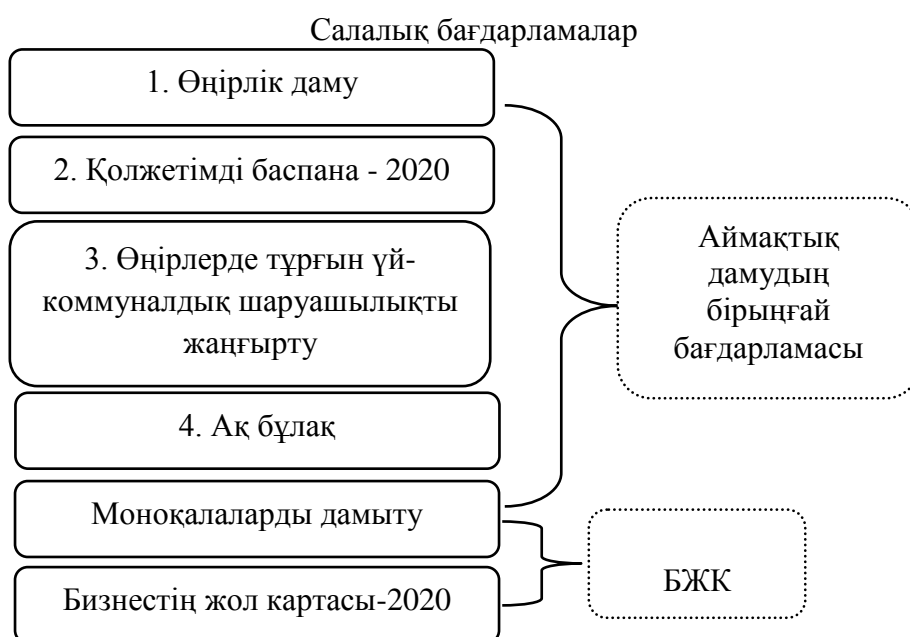 Салалық бағдарламалар
1. Өңірлік даму
2. Қолжетімді баспана - 2020
3. Өңірлерде тұрғын үй-
коммуналдық шаруашылықты
жаңғырту
4. Ақ бұлақ
Моноқалаларды дамыту
Бизнестің жол картасы-2020
Аймақтық
дамудың
бірыңғай
бағдарламасы
БЖК